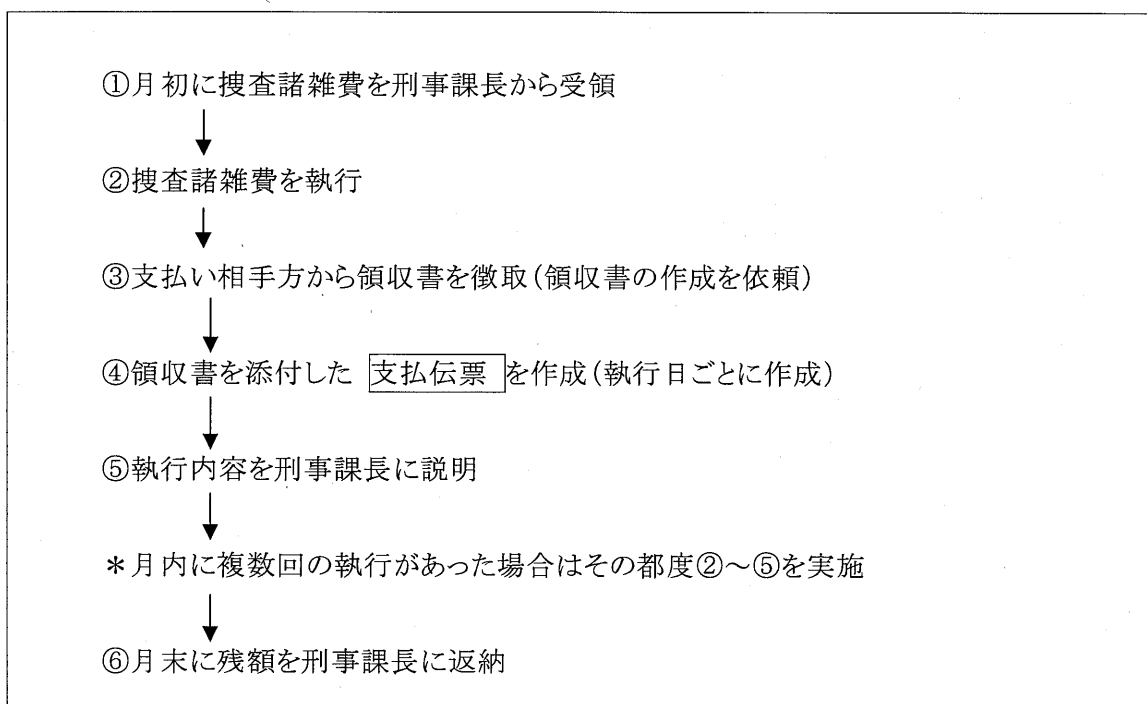 ①月初に捜査諸雑費を刑事課長から受領
②捜査諸雑費を執行
③支払い相手方から領収書を徴取(領収書の作成を依頼)
④領収書を添付した 支払伝票 を作成(執行日ごとに作成)
⑤執行内容を刑事課長に説明
＊月内に複数回の執行があった場合はその都度②～⑤を実施
⑥月末に残額を刑事課長に返納